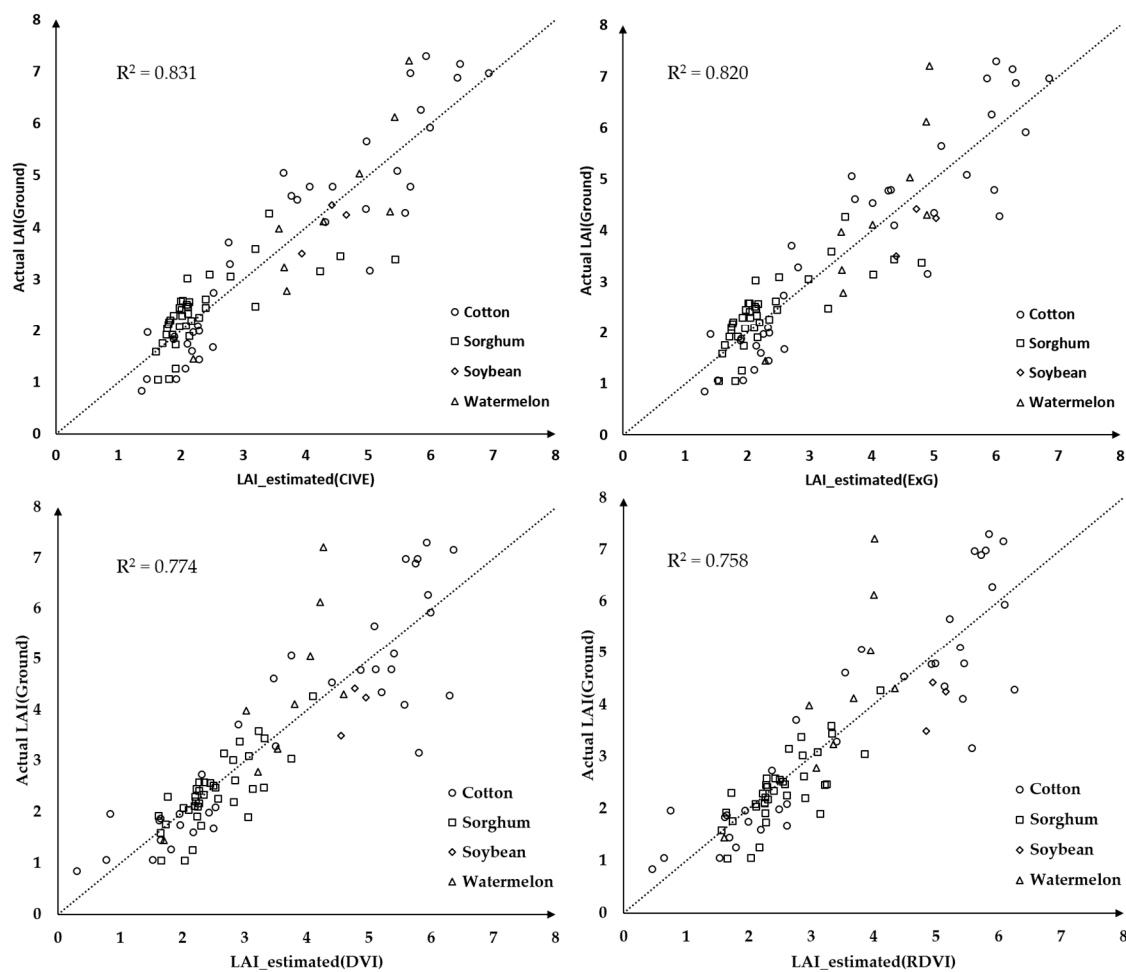 8
7
6
5
4
3
2
1
0
Actual LAI(Ground)
R² = 0.831
Cotton
Sorghum
Soybean
Watermelon
0 1 2 3 4 5 6 7 8
LAI_estimated(CIVE)
8
7
6
5
4
3
2
1
0
Actual LAI(Ground)
R² = 0.820
Cotton
Sorghum
Soybean
Watermelon
0 1 2 3 4 5 6 7 8
LAI_estimated(ExG)
8
7
6
5
4
3
2
1
0
Actual LAI(Ground)
R² = 0.774
Cotton
Sorghum
Soybean
Watermelon
0 1 2 3 4 5 6 7 8
LAI_estimated(DVI)
8
7
6
5
4
3
2
1
0
Actual LAI(Ground)
R² = 0.758
Cotton
Sorghum
Soybean
Watermelon
0 1 2 3 4 5 6 7 8
LAI_estimated(RDVI)